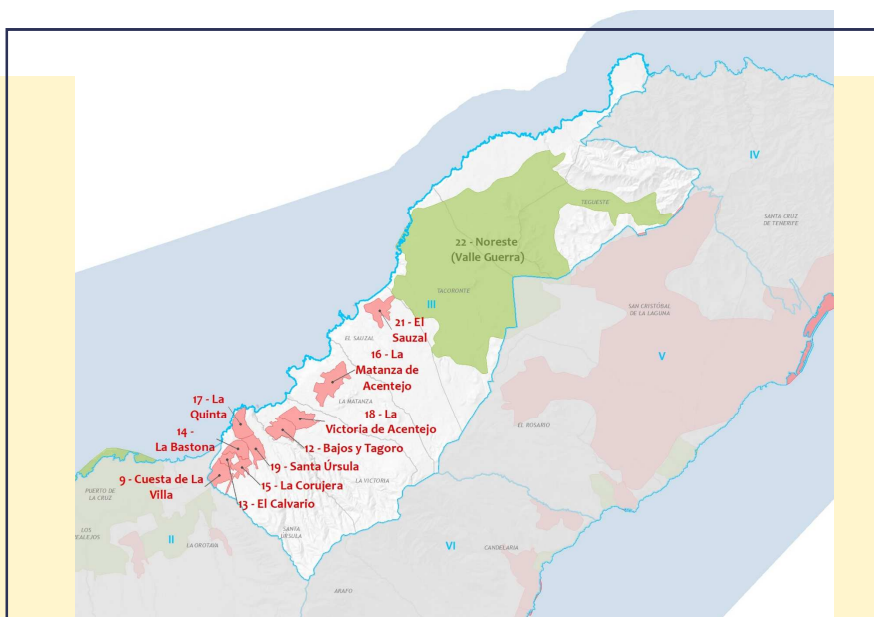 IV
TEGUESTE
SANTA CRUZ
DE TENERIFE
22 - Noreste
(Valle Guerra)
TACORONTE
III
SAN CRISTÓBAL
DE LA LAGUNA
21 - El
Sauzal
EL SAUZAL
16 - La
Matanza de
Acentejo
V
17 - La
Quinta
LA MATANZA
18 - La
Victoria de Acentejo
EL ROSARIO
14 -
La Bastona
12 - Bajos y Tagoro
19 - Santa Úrsula
9 - Cuesta de La
Villa
15 - La Corujera
LA VICTORIA
PUERTO DE
LA CRUZ
13 - El Calvario
LOS
REALEJOS
SANTA
ÚRSULA
II
LA OROTAVA
VI
CANDELARIA
ARAFO